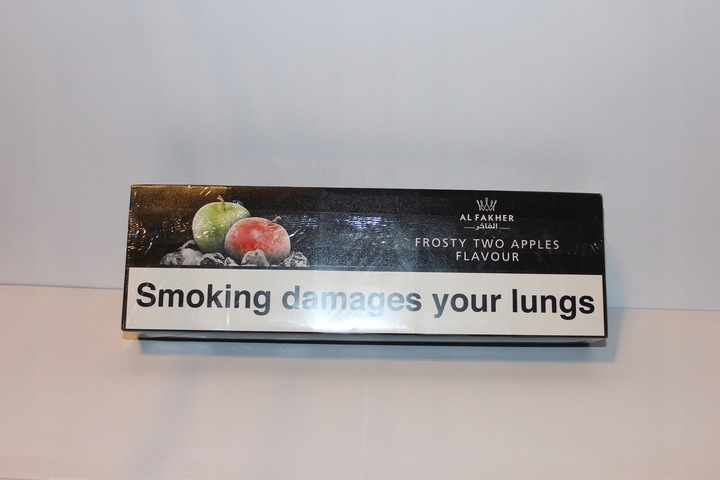 AL FAKHER
الفاخر
FROSTY TWO APPLES
FLAVOUR
Smoking damages your lungs